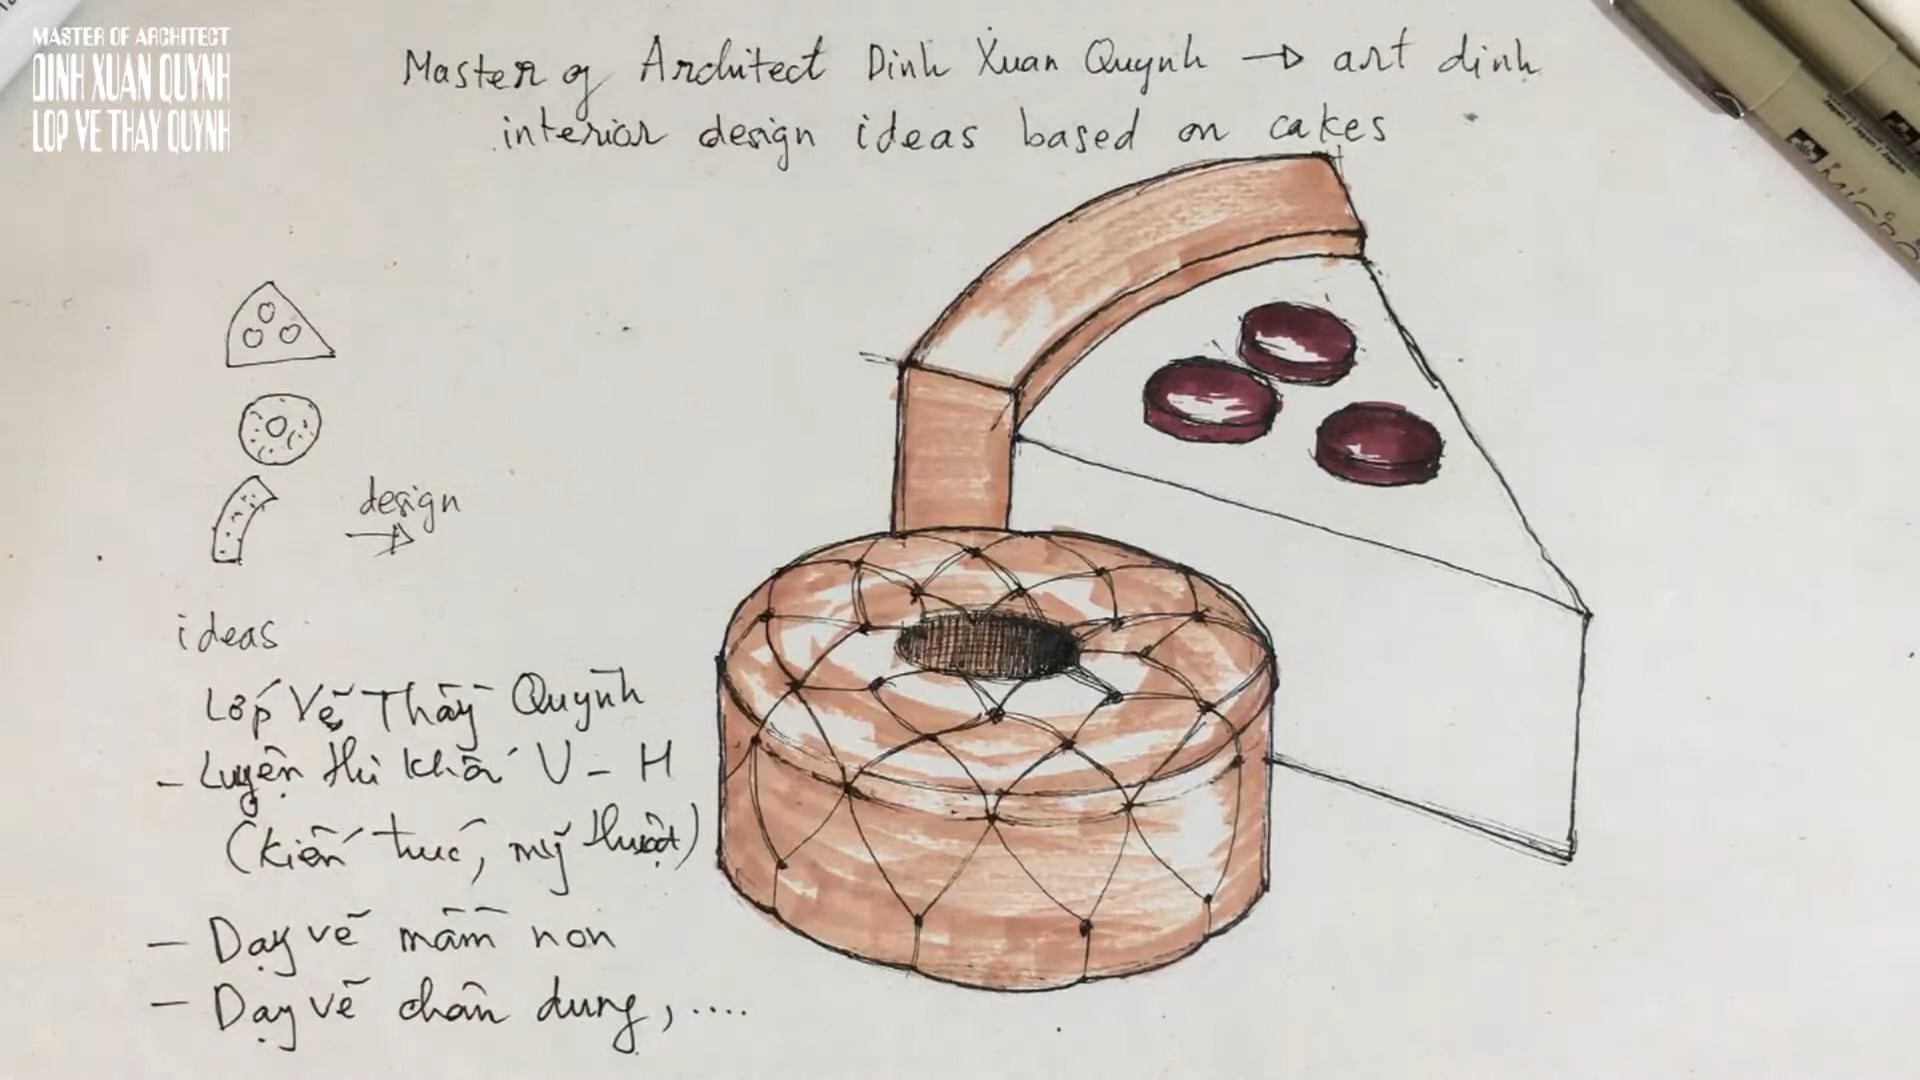 MASTER OF ARCHITECT
DINH XUAN QUYNH
LOP VE THAY QUYNH
Master of Architect Dinh Xuan Quynh → art dinh
interior design ideas based on cakes
design
→
ideas
Lớp Vẽ Thầy Quỳnh
- Luyện thi khối V - H
(kiến trúc, mỹ thuật)
- Dạy vẽ mầm non
- Dạy vẽ chân dung, ....